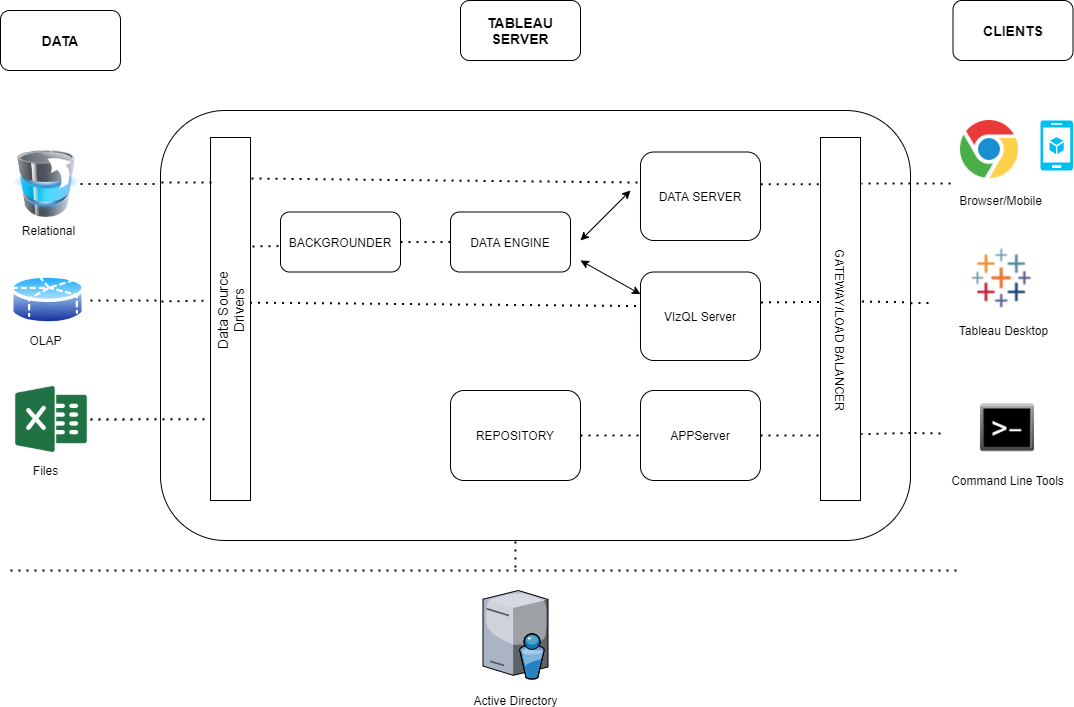 DATA
TABLEAU
SERVER
CLIENTS
Relational
OLAP
Files
Data Source
Drivers
BACKGROUNDER
DATA ENGINE
DATA SERVER
VIzQL Server
REPOSITORY
APPServer
GATEWAY/LOAD BALANCER
Browser/Mobile
Tableau Desktop
>–
Command Line Tools
X
Active Directory